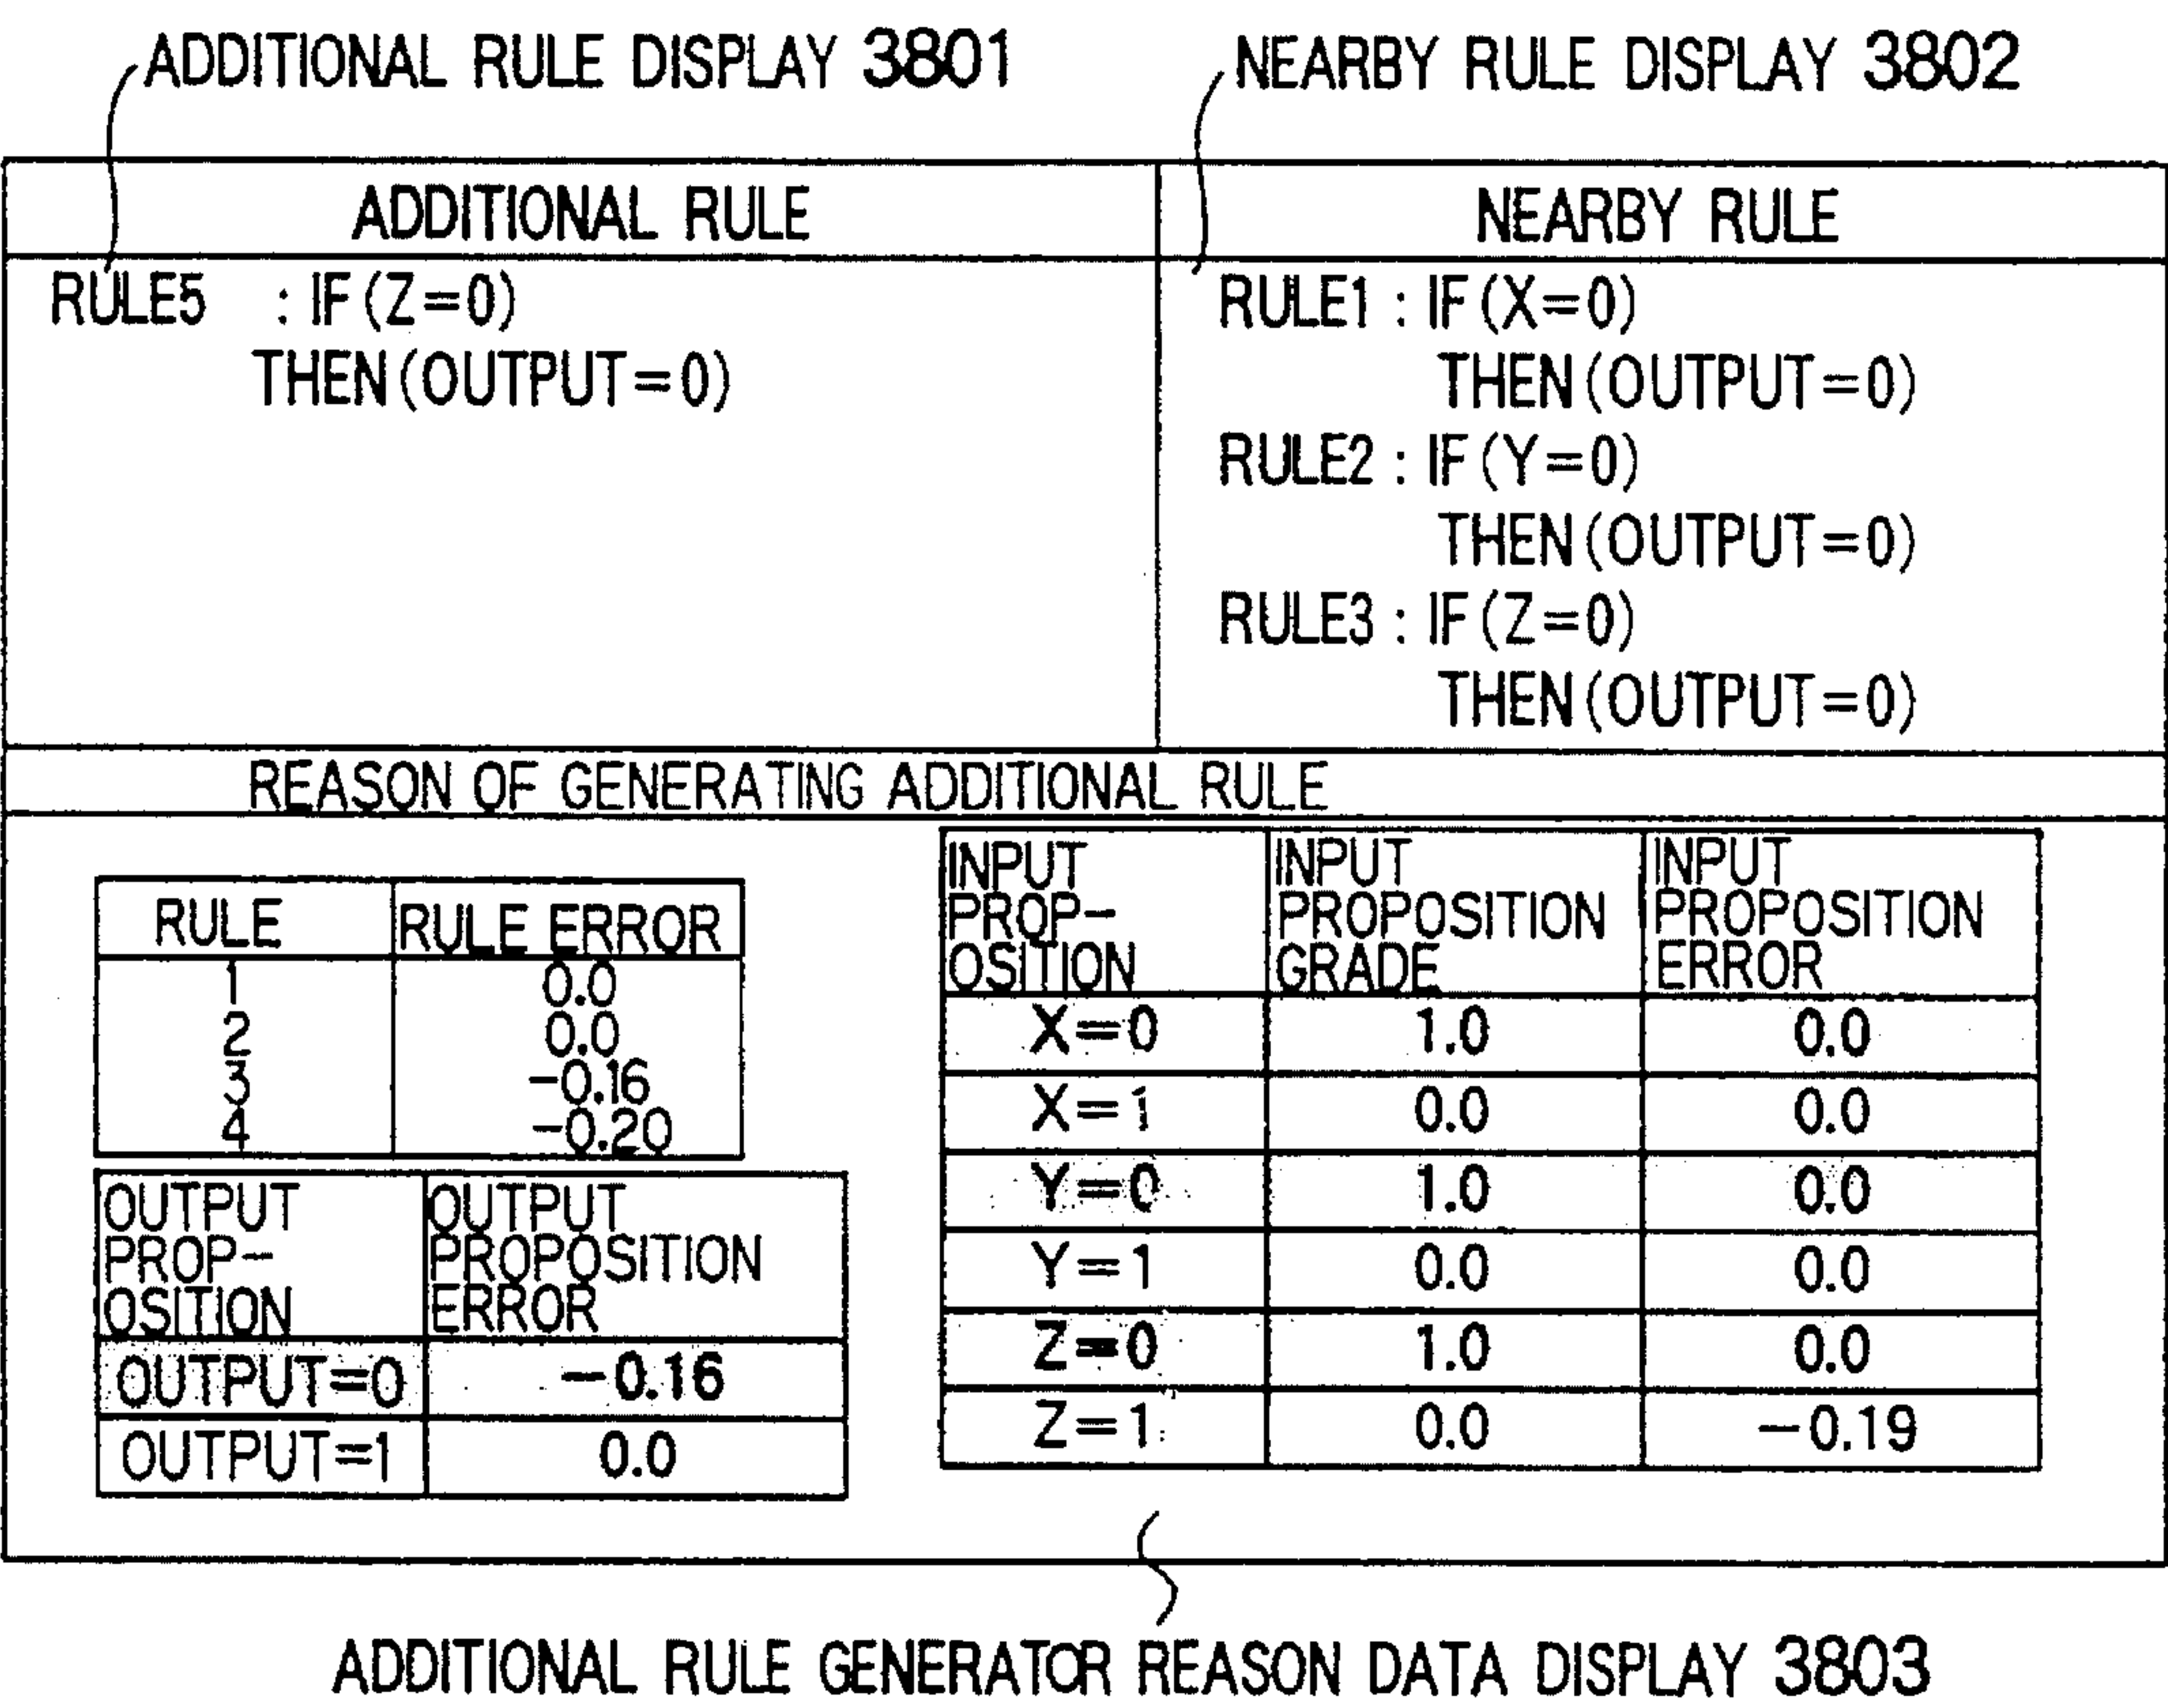 ADDITIONAL RULE DISPLAY 3801
NEARBY RULE DISPLAY 3802
ADDITIONAL RULE
NEARBY RULE
RULE5 : IF(Z=0)
THEN(OUTPUT=0)
RULE1 : IF(X=0)
THEN(OUTPUT=0)
RULE2 : IF(Y=0)
THEN(OUTPUT=0)
RULE3 : IF(Z=0)
THEN(OUTPUT=0)
REASON OF GENERATING ADDITIONAL RULE
RULE RULE ERROR
1 0.0
2 0.0
3 -0.16
4 -0.20
OUTPUT
PROP-
OSITION
OUTPUT
PROPOSITION
ERROR
OUTPUT=0 -0.16
OUTPUT=1 0.0
INPUT
PROP-
OSITION
INPUT
PROPOSITION
GRADE
INPUT
PROPOSITION
ERROR
X=0 1.0 0.0
X=1 0.0 0.0
Y=0 1.0 0.0
Y=1 0.0 0.0
Z=0 1.0 0.0
Z=1 0.0 -0.19
ADDITIONAL RULE GENERATOR REASON DATA DISPLAY 3803